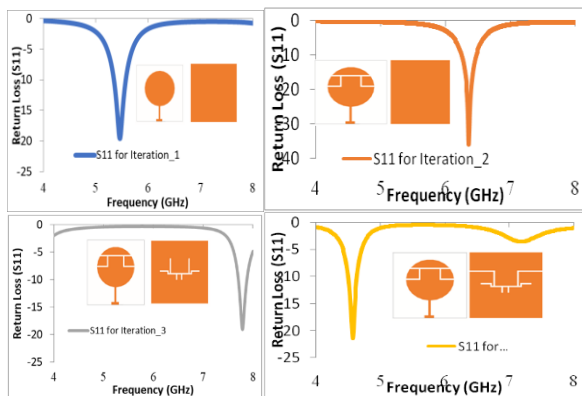 Return Loss (S11)
0
-5
-10
-15
-20
-25
4 5 6 7 8
S11 for Iteration_1
Frequency (GHz)
Return Loss (S11)
0
10
20
30
40
4 5 6 7 8
S11 for Iteration_2
Frequency (GHz)
Return Loss (S11)
0
-5
-10
-15
-20
-25
4 5 6 7 8
S11 for Iteration_3
Frequency (GHz)
Return Loss (S11)
0
-5
-10
-15
-20
-25
4 5 6 7 8
S11 for...
Frequency (GHz)